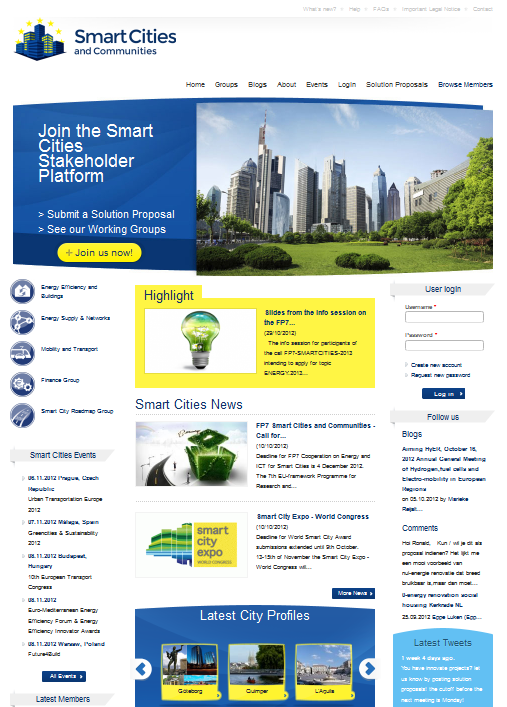 What's new? Help FAQs Important Legal Notice Contact
Smart Cities
and Communities
Home Groups Blogs About Events Login Solution Proposals Browse Members
Join the Smart
Cities
Stakeholder
Platform
> Submit a Solution Proposal
> See our Working Groups
+ Join us now!
Energy Efficiency and
Buildings
Energy Supply & Networks
Mobility and Transport
Finance Group
Smart City Roadmap Group
Smart Cities Events
06.11.2012 Prague, Czech
Republic
Urban Transportation Europe
2012
07.11.2012 Málaga, Spain
Greencities & Sustainability
2012
08.11.2012 Budapest,
Hungary
10th European Transport
Congress
08.11.2012
Euro-Mediterranean Energy
Efficiency Forum & Energy
Efficiency Innovator Awards
08.11.2012 Warsaw, Poland
Future4Build
All Events
Latest Members
Highlight
Slides from the info session on
the FP7...
(29/10/2012)
The info session for participants of
the call FP7-SMARTCITIES-2013
intending to apply for topic
ENERGY.2012...
Smart Cities News
FP7 Smart Cities and Communities -
Call for...
(10/10/2012)
Deadline for FP7 Cooperation on Energy and
ICT for Smart Cities is 4 December 2012.
The 7th EU-framework Programme for
Research and...
smart
city
expo
WORLD CONGRESS
Smart City Expo - World Congress
(10/10/2012)
Deadline for World Smart City Award
submissions extended until 9th October.
13-15th of November the Smart City Expo -
World Congress will...
More News
Latest City Profiles
Göteborg
Quimper
L'Aquila
User login
Username *
Password *
Create new account
Request new password
Log in
Follow us
Blogs
Aiming HyER, October 16,
2012 Annual General Meeting
of Hydrogen,fuel cells and
Electro-mobility in European
Regions
on 05.10.2012 by Marieke
Reijalt...
Comments
Hoi Ronald, Kun / wil je dit als
proposal indienen? Het lijkt me
een mooi voorbeeld van
nul-energie renovatie dat breed
bruikbaar is,maar dan moet...
0-energy renovation social
housing Kerkrade NL
25.09.2012 Eppe Luken (Epp...
Latest Tweets
1 week 4 days ago.
You have innovate projects? let
us know by posting solution
proposals! the cutoff before the
next meeting is Monday!